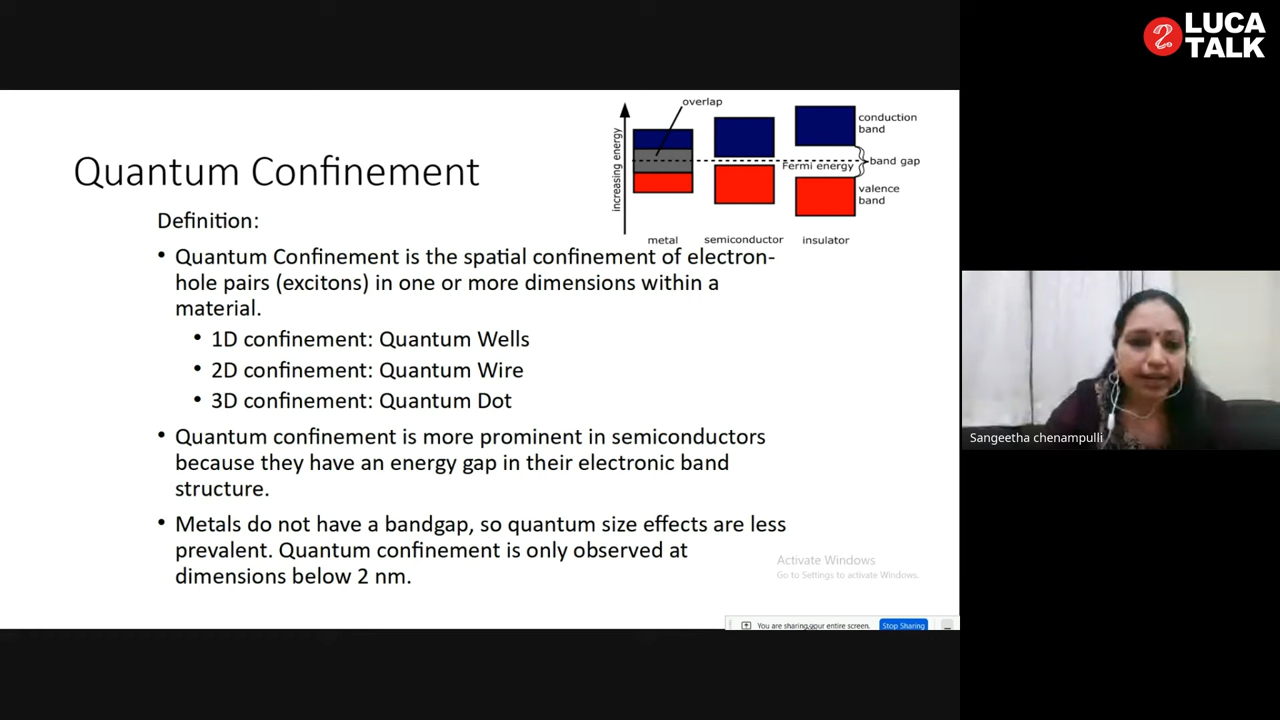 LUCA
TALK
Quantum Confinement
overlap
increasing energy
conduction
band
band gap
Fermi energy
valence
band
metal semiconductor insulator
Definition:
• Quantum Confinement is the spatial confinement of electron-
hole pairs (excitons) in one or more dimensions within a
material.
• 1D confinement: Quantum Wells
• 2D confinement: Quantum Wire
• 3D confinement: Quantum Dot
• Quantum confinement is more prominent in semiconductors
because they have an energy gap in their electronic band
structure.
• Metals do not have a bandgap, so quantum size effects are less
prevalent. Quantum confinement is only observed at
dimensions below 2 nm.
Activate Windows
Go to Settings to activate Windows.
You are sharing your entire screen.
Stop Sharing
Sangeetha chenampulli